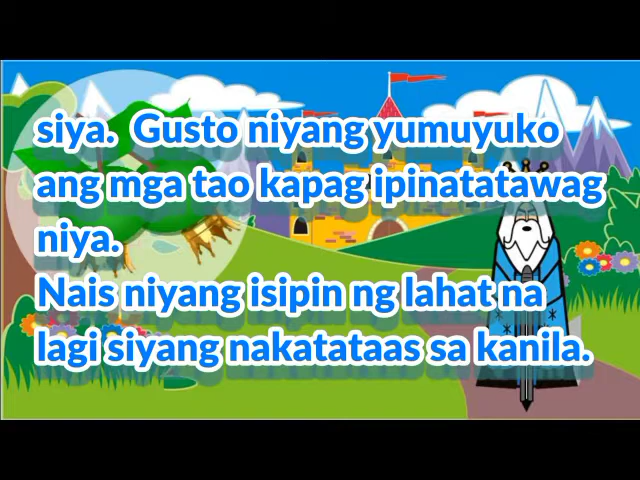 siya. Gusto niyang yumuyuko
ang mga tao kapag ipinatatawag
niya.
Nais niyang isipin ng lahat na
lagi siyang nakatataas sa kanila.